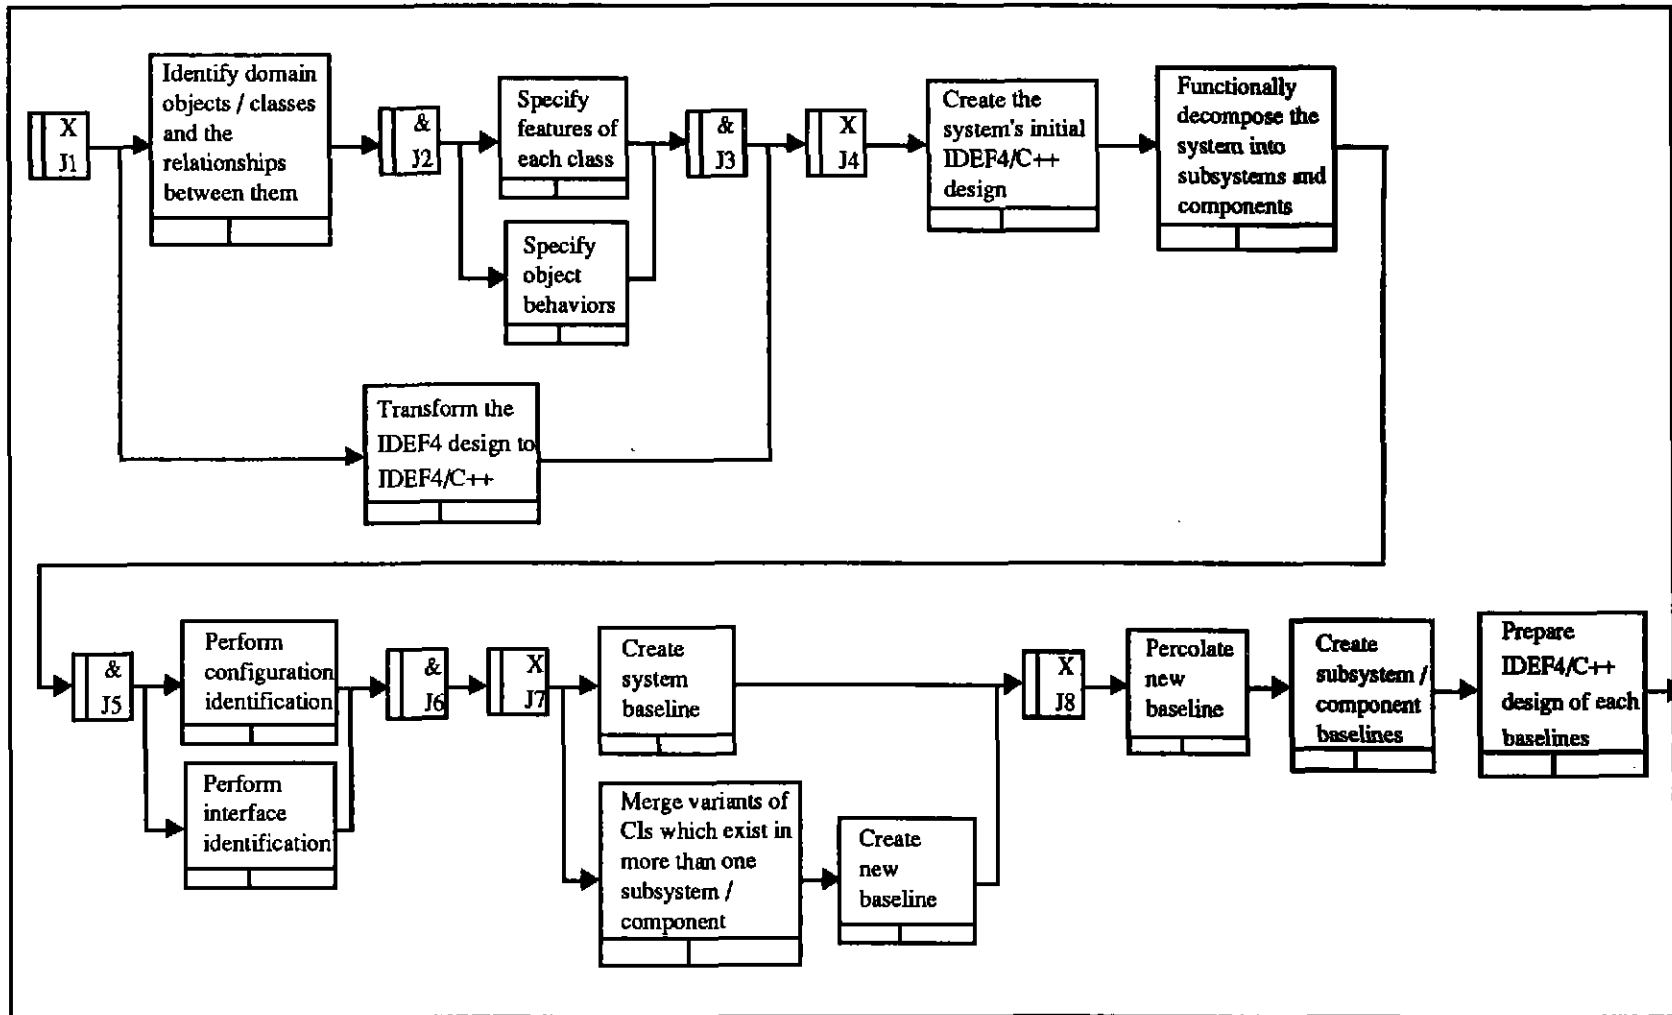 X
J1
Identify domain
objects / classes
and the
relationships
between them
&
J2
Specify
features of
each class
Specify
object
behaviors
&
J3
X
J4
Create the
system's initial
IDEF4/C++
design
Functionally
decompose the
system into
subsystems and
components
Transform the
IDEF4 design to
IDEF4/C++
&
J5
Perform
configuration
identification
Perform
interface
identification
&
J6
X
J7
Create
system
baseline
Merge variants of
CIs which exist in
more than one
subsystem /
component
Create
new
baseline
X
J8
Percolate
new
baseline
Create
subsystem /
component
baselines
Prepare
IDEF4/C++
design of each
baselines